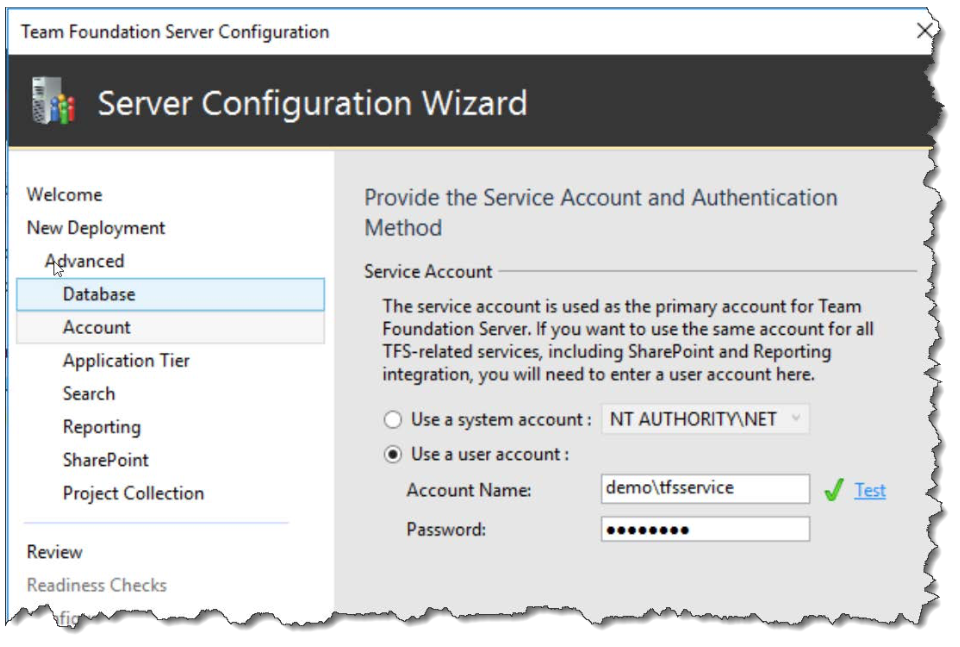 Team Foundation Server Configuration
Server Configuration Wizard
Welcome
New Deployment
Advanced
Database
Account
Application Tier
Search
Reporting
SharePoint
Project Collection
Review
Readiness Checks
Provide the Service Account and Authentication
Method
Service Account
The service account is used as the primary account for Team
Foundation Server. If you want to use the same account for all
TFS-related services, including SharePoint and Reporting
integration, you will need to enter a user account here.
Use a system account : NT AUTHORITY\NET
Use a user account :
Account Name: demo\tfsservice Test
Password: ●●●●●●●●